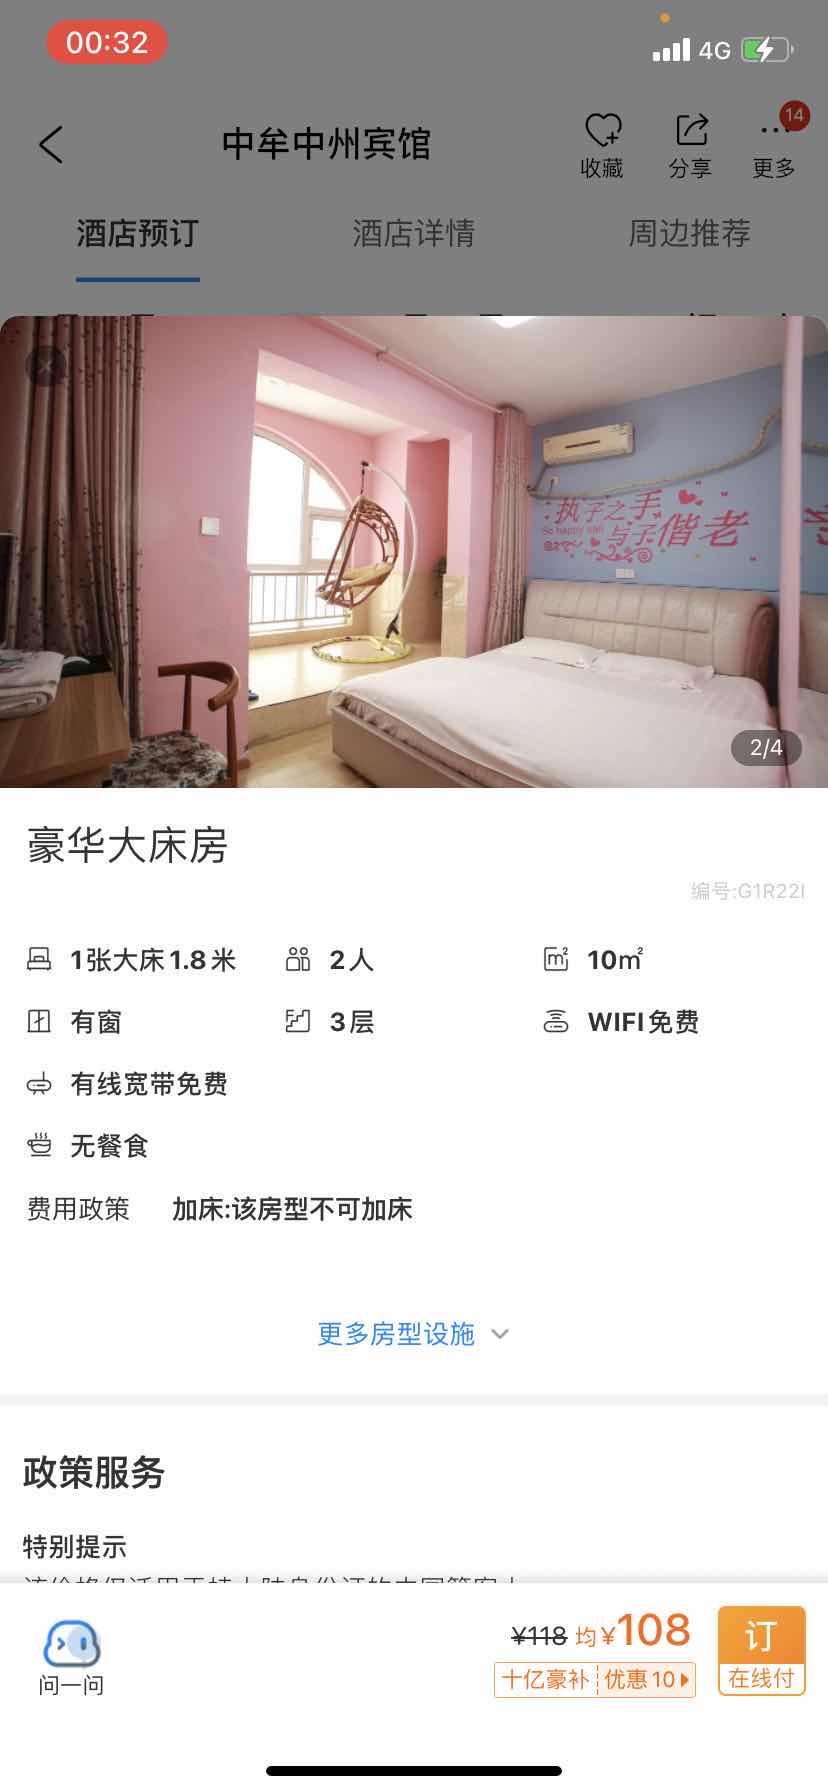 00:32
4G
中牟中州宾馆
14
收藏
分享
更多
酒店预订
酒店详情
周边推荐
执子之手
So happy can
与子偕老
2/4
豪华大床房
编号:G1R22I
1张大床1.8米
2人
10㎡
有窗
3层
WIFI免费
有线宽带免费
无餐食
费用政策 加床:该房型不可加床
更多房型设施
政策服务
特别提示
¥118 均¥108
订
十亿豪补 优惠10
在线付
问一问